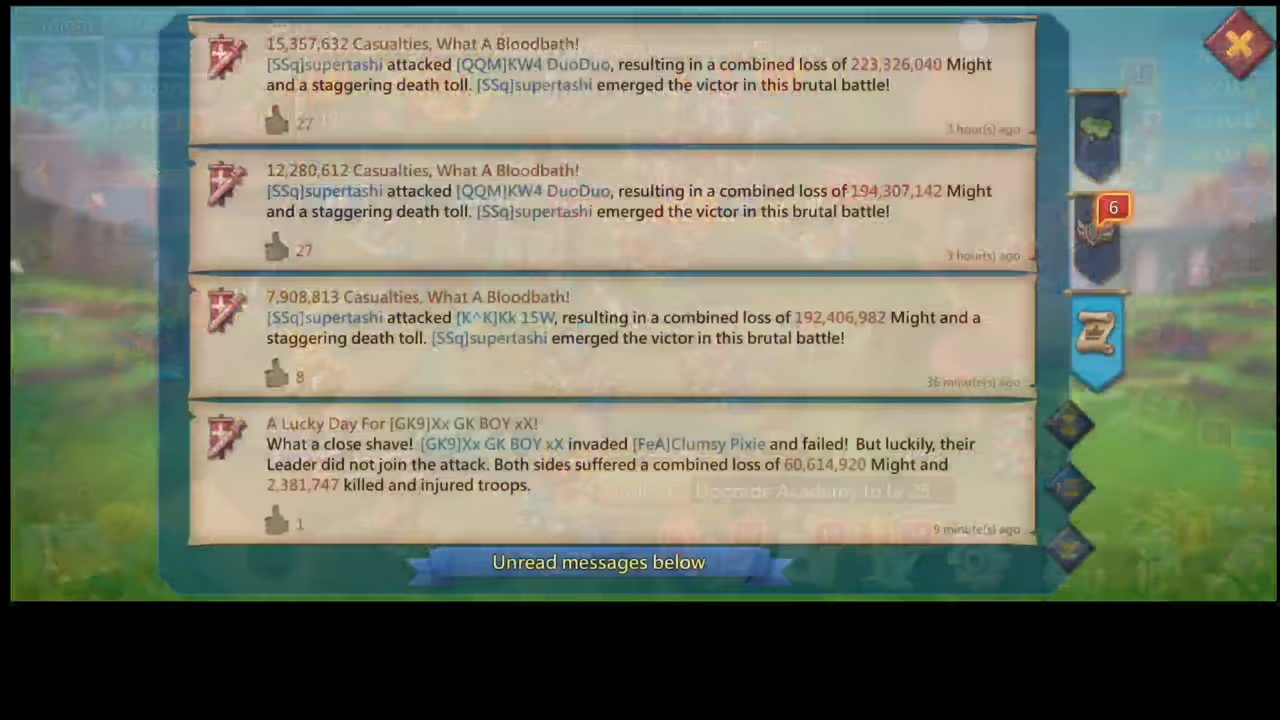 15,357,632 Casualties, What A Bloodbath!
[SSq]supertashi attacked [QQM]KW4 DuoDuo, resulting in a combined loss of 223,326,040 Might
and a staggering death toll. [SSq]supertashi emerged the victor in this brutal battle!
27
3 hour(s) ago
12,280,612 Casualties, What A Bloodbath!
[SSq]supertashi attacked [QQM]KW4 DuoDuo, resulting in a combined loss of 194,307,142 Might
and a staggering death toll. [SSq]supertashi emerged the victor in this brutal battle!
6
27
3 hour(s) ago
7,908,813 Casualties, What A Bloodbath!
[SSq]supertashi attacked [K^K]Kk 15W, resulting in a combined loss of 192,406,982 Might and a
staggering death toll. [SSq]supertashi emerged the victor in this brutal battle!
8
36 minute(s) ago
A Lucky Day For [GK9]Xx GK BOY xX!
What a close shave! [GK9]Xx GK BOY xX invaded [FeA]Clumsy Pixie and failed! But luckily, their
Leader did not join the attack. Both sides suffered a combined loss of 60,614,920 Might and
2,381,747 killed and injured troops.
Upgrade Academy to Lv 25
1
9 minute(s) ago
Unread messages below